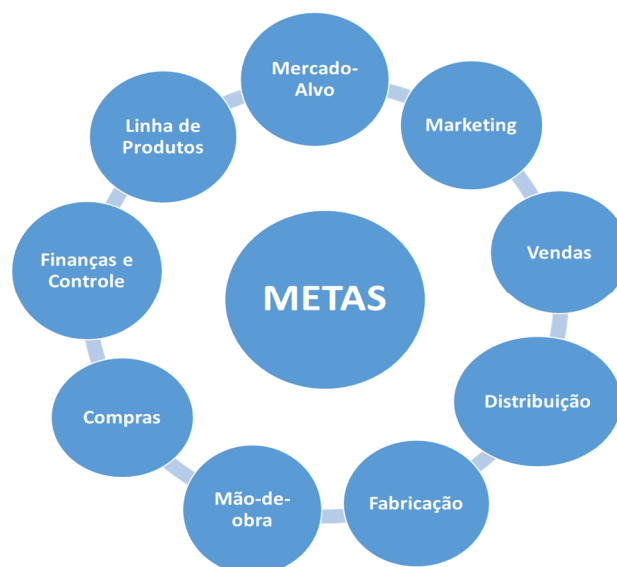 Mercado-
Alvo
Marketing
Vendas
Distribuição
Fabricação
Mão-de-
obra
Compras
Finanças e
Controle
Linha de
Produtos
METAS